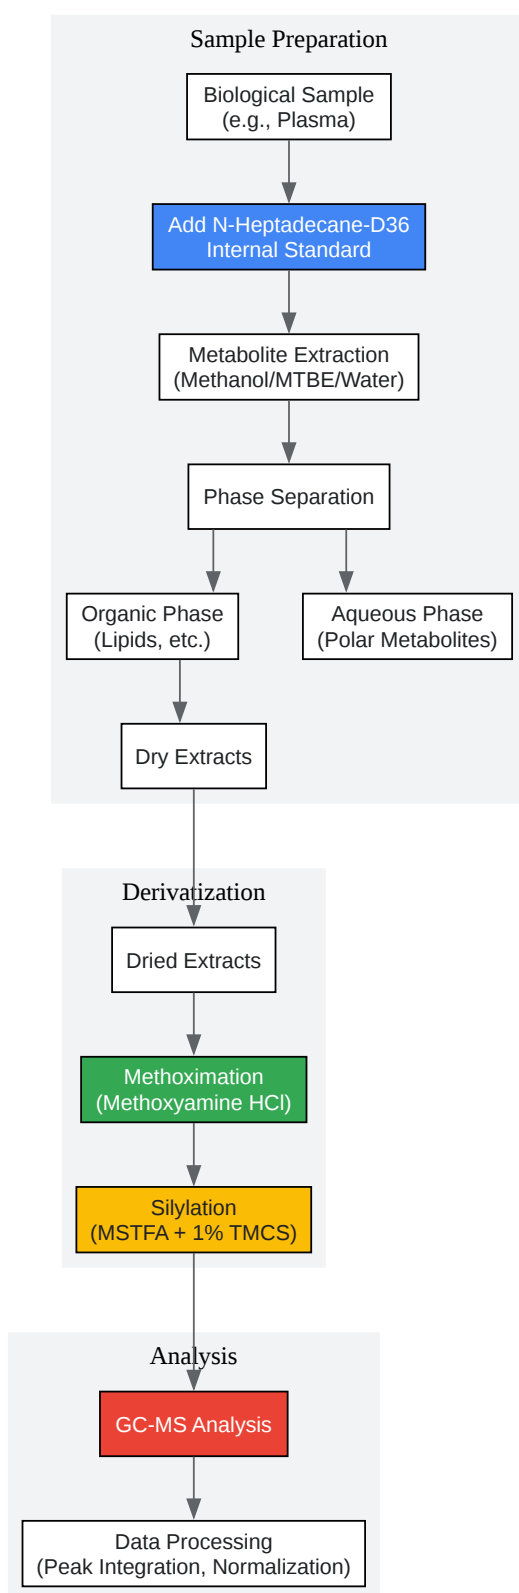 Sample Preparation
Biological Sample
(e.g., Plasma)
Add N-Heptadecane-D36
Internal Standard
Metabolite Extraction
(Methanol/MTBE/Water)
Phase Separation
Organic Phase
(Lipids, etc.)
Aqueous Phase
(Polar Metabolites)
Dry Extracts
Derivatization
Dried Extracts
Methoximation
(Methoxyamine HCl)
Silylation
(MSTFA + 1% TMCS)
Analysis
GC-MS Analysis
Data Processing
(Peak Integration, Normalization)